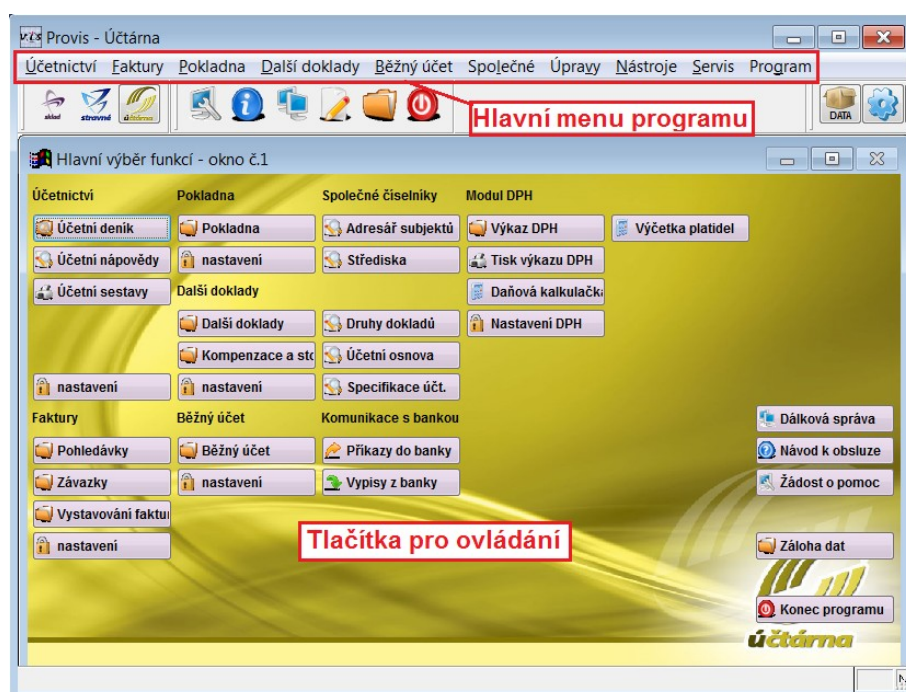 Provis - Účtárna
Účetnictví Faktury Pokladna Další doklady Běžný účet Společné Úpravy Nástroje Servis Program
sklad stravné účtárna DATA
Hlavní menu programu
Hlavní výběr funkcí - okno č.1
Účetnictví Pokladna Společné číselníky Modul DPH
Účetní deník Pokladna Adresář subjektů Výkaz DPH Výčetka platidel
Účetní nápovědy nastavení Střediska Tisk výkazu DPH
Účetní sestavy Další doklady Daňová kalkulačka
Další doklady Druhy dokladů Nastavení DPH
Kompenzace a sto Účetní osnova
nastavení nastavení Specifikace účt.
Faktury Běžný účet Komunikace s bankou Dálková správa
Pohledávky Běžný účet Příkazy do banky Návod k obsluze
Závazky nastavení Výpisy z banky Žádost o pomoc
Vystavování faktu
nastavení Tlačítka pro ovládání Záloha dat
Konec programu
účtárna